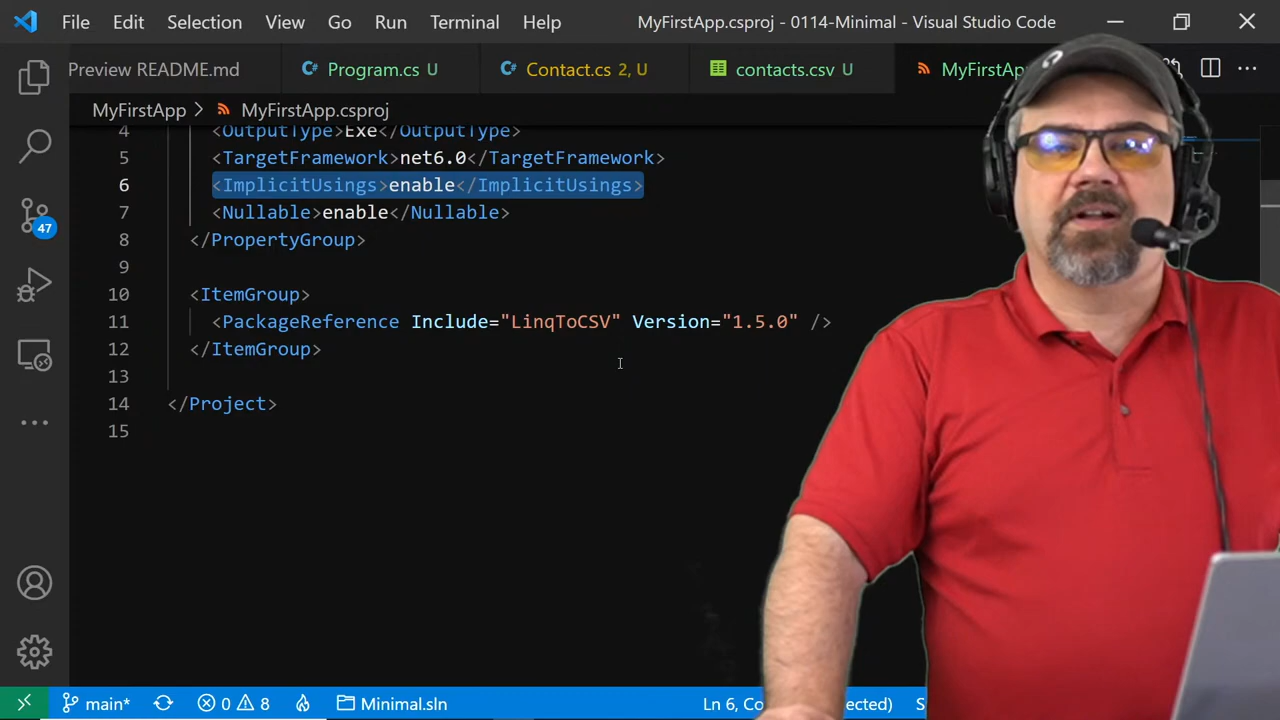 File Edit Selection View Go Run Terminal Help MyFirstApp.csproj - 0114-Minimal - Visual Studio Code
Preview README.md Program.cs U Contact.cs 2, U contacts.csv U
MyFirstApp > MyFirstApp.csproj
4 <OutputType>Exe</OutputType>
5 <TargetFramework>net6.0</TargetFramework>
6 <ImplicitUsings>enable</ImplicitUsings>
7 <Nullable>enable</Nullable>
8 </PropertyGroup>
9
10 <ItemGroup>
11 <PackageReference Include="LinqToCSV" Version="1.5.0" />
12 </ItemGroup>
13
14 </Project>
15
47
main* 0 8 Minimal.sln Ln 6,